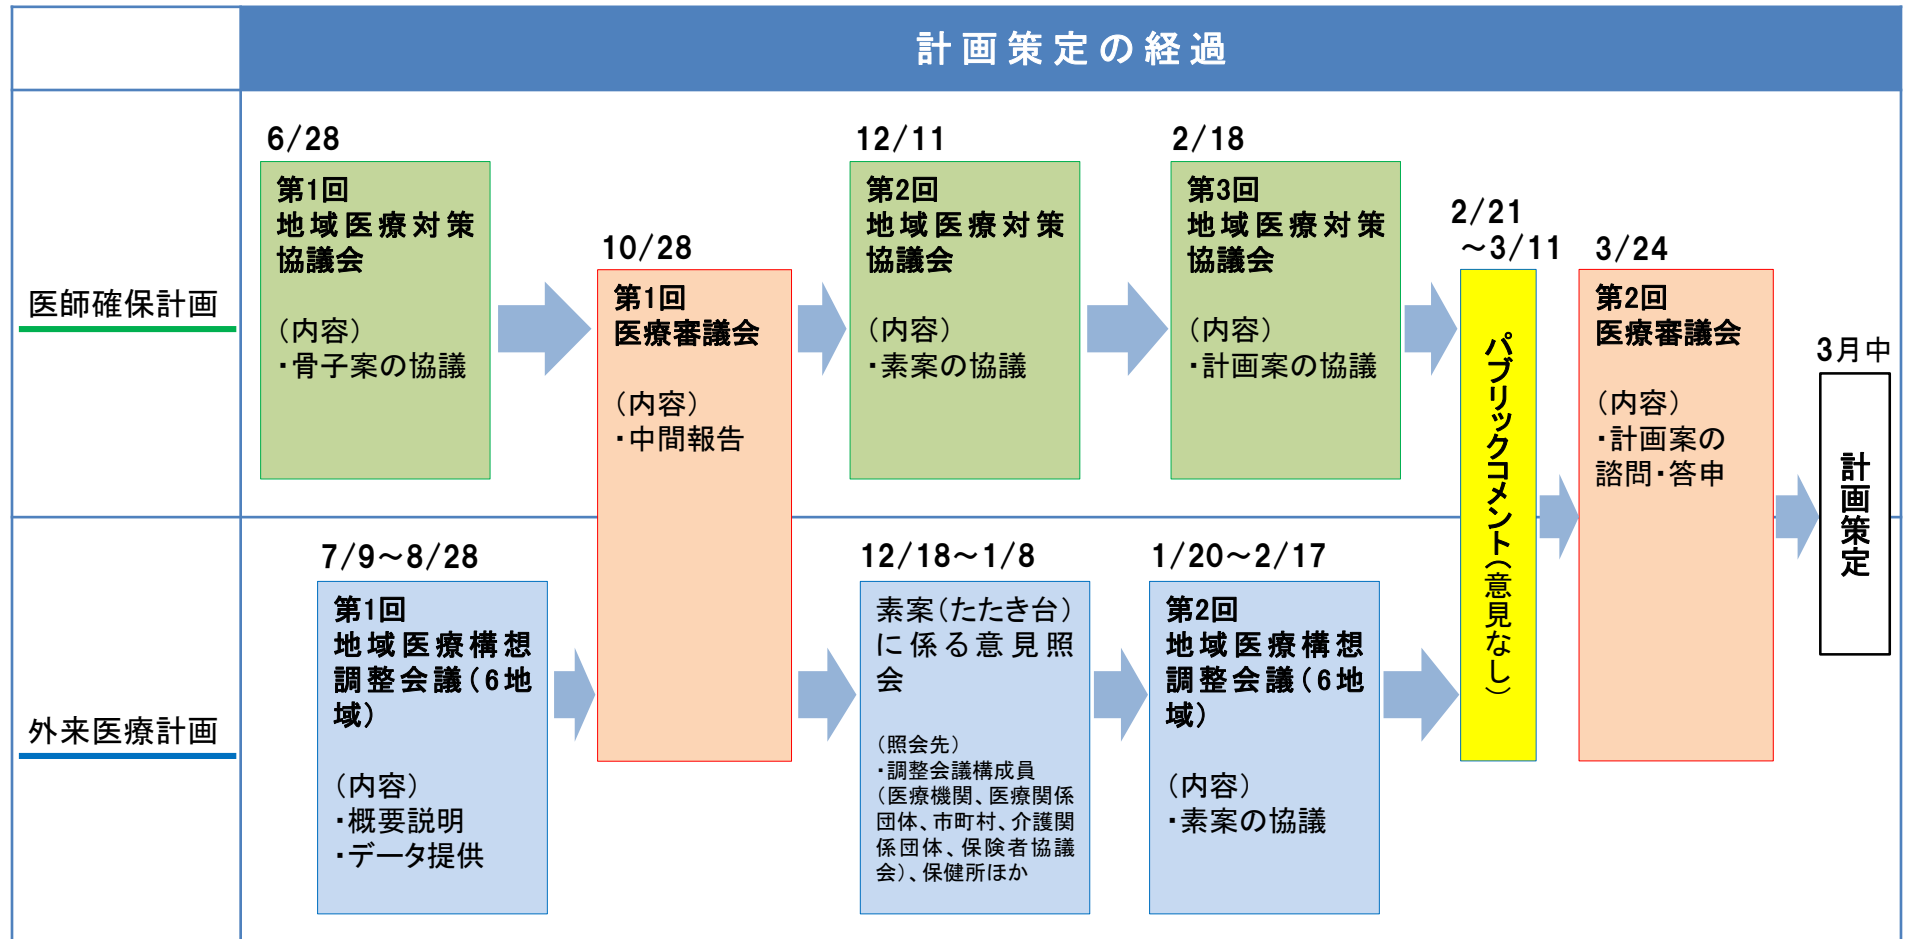 計画策定の経過
医師確保計画
6/28
第1回
地域医療対策
協議会
（内容）
・骨子案の協議
10/28
第1回
医療審議会
（内容）
・中間報告
12/11
第2回
地域医療対策
協議会
（内容）
・素案の協議
2/18
第3回
地域医療対策
協議会
（内容）
・計画案の協議
2/21
～3/11
パブリックコメント（意見なし）
3/24
第2回
医療審議会
（内容）
・計画案の
諮問・答申
3月中
計画策定
外来医療計画
7/9～8/28
第1回
地域医療構想
調整会議（6地
域）
（内容）
・概要説明
・データ提供
12/18～1/8
素案（たたき台）
に係る意見照
会
（照会先）
・調整会議構成員
（医療機関、医療関係
団体、市町村、介護関
係団体、保険者協議
会）、保健所ほか
1/20～2/17
第2回
地域医療構想
調整会議（6地
域）
（内容）
・素案の協議